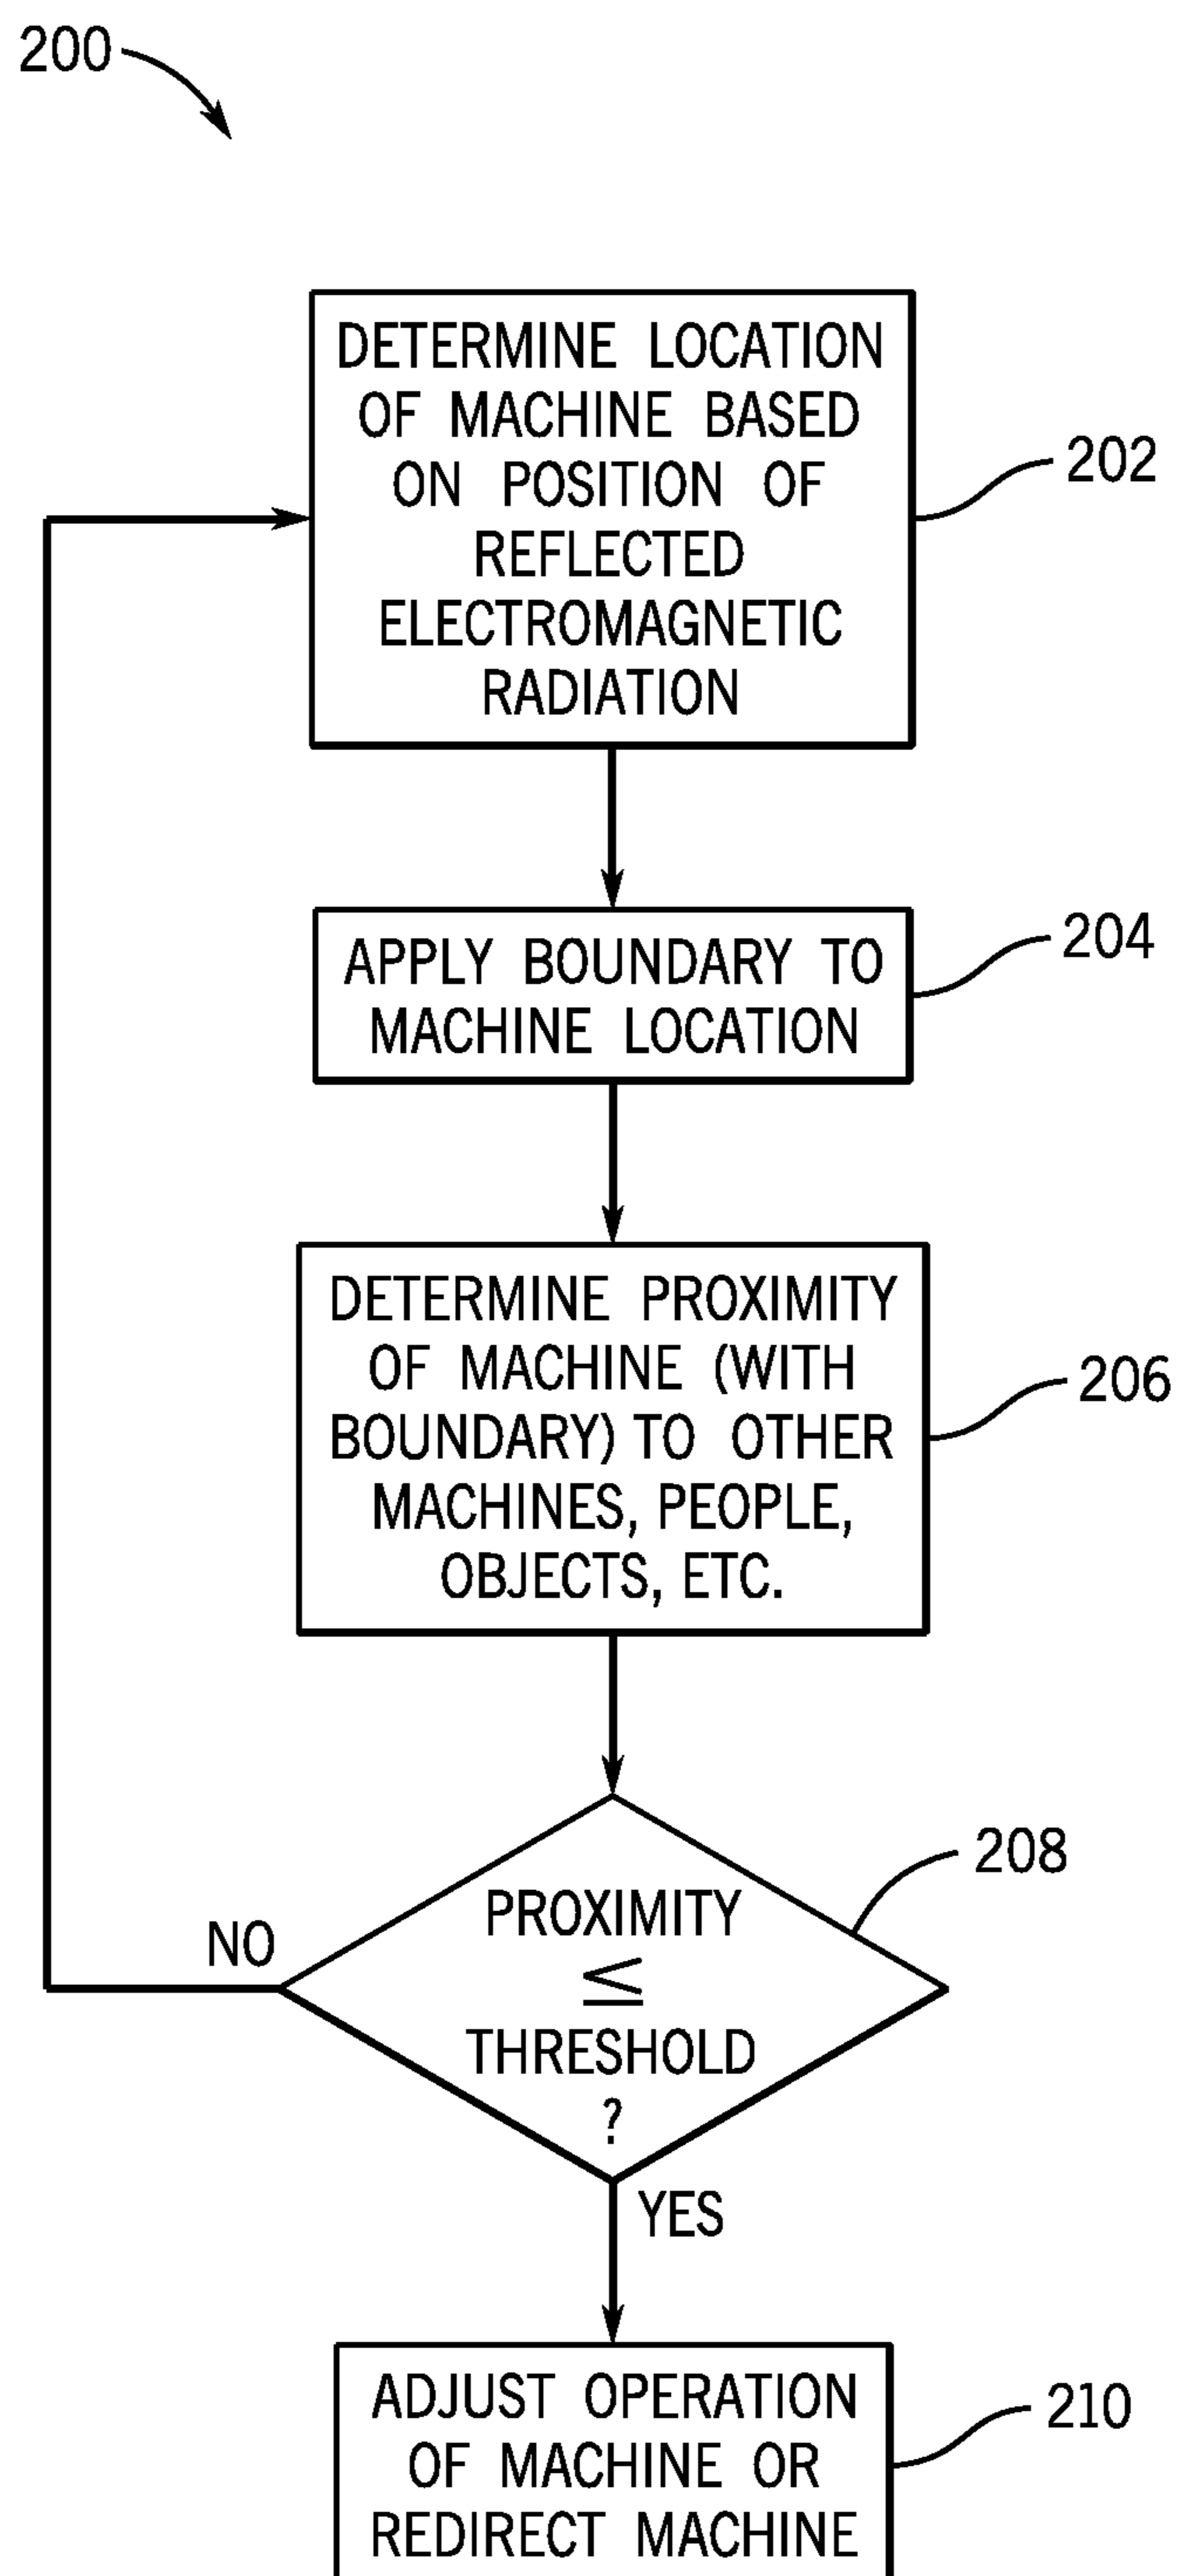 200
DETERMINE LOCATION
OF MACHINE BASED
ON POSITION OF
REFLECTED
ELECTROMAGNETIC
RADIATION
202
APPLY BOUNDARY TO
MACHINE LOCATION
204
DETERMINE PROXIMITY
OF MACHINE (WITH
BOUNDARY) TO OTHER
MACHINES, PEOPLE,
OBJECTS, ETC.
206
PROXIMITY
≤
THRESHOLD
?
208
NO
YES
ADJUST OPERATION
OF MACHINE OR
REDIRECT MACHINE
210